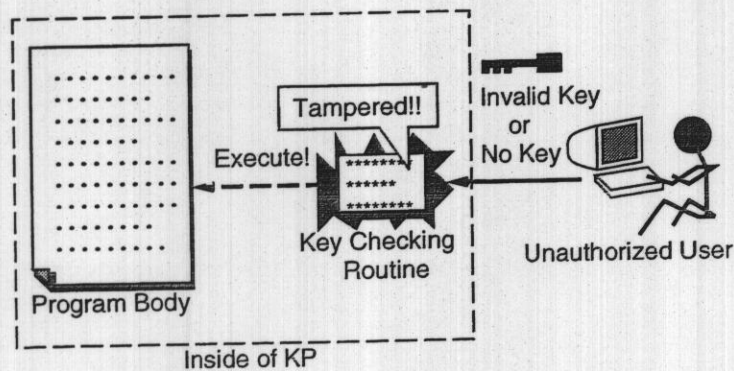 Tampered!!
Invalid Key
or
No Key
Execute!
********
******
********
Key Checking
Routine
Unauthorized User
Program Body
Inside of KP